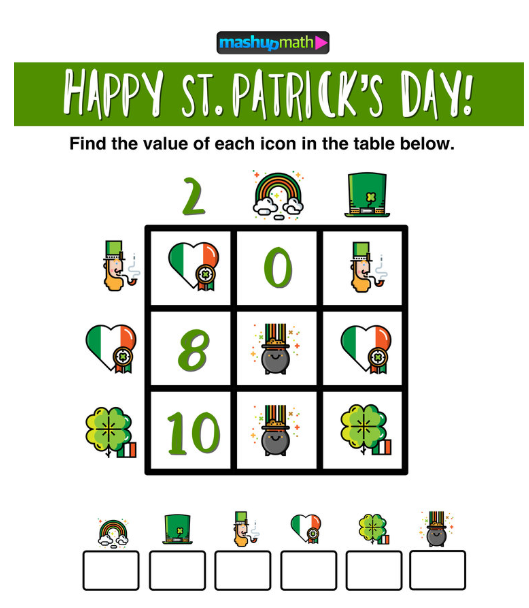 mashupmath
HAPPY ST. PATRICK'S DAY!
Find the value of each icon in the table below.
2
0
8
10